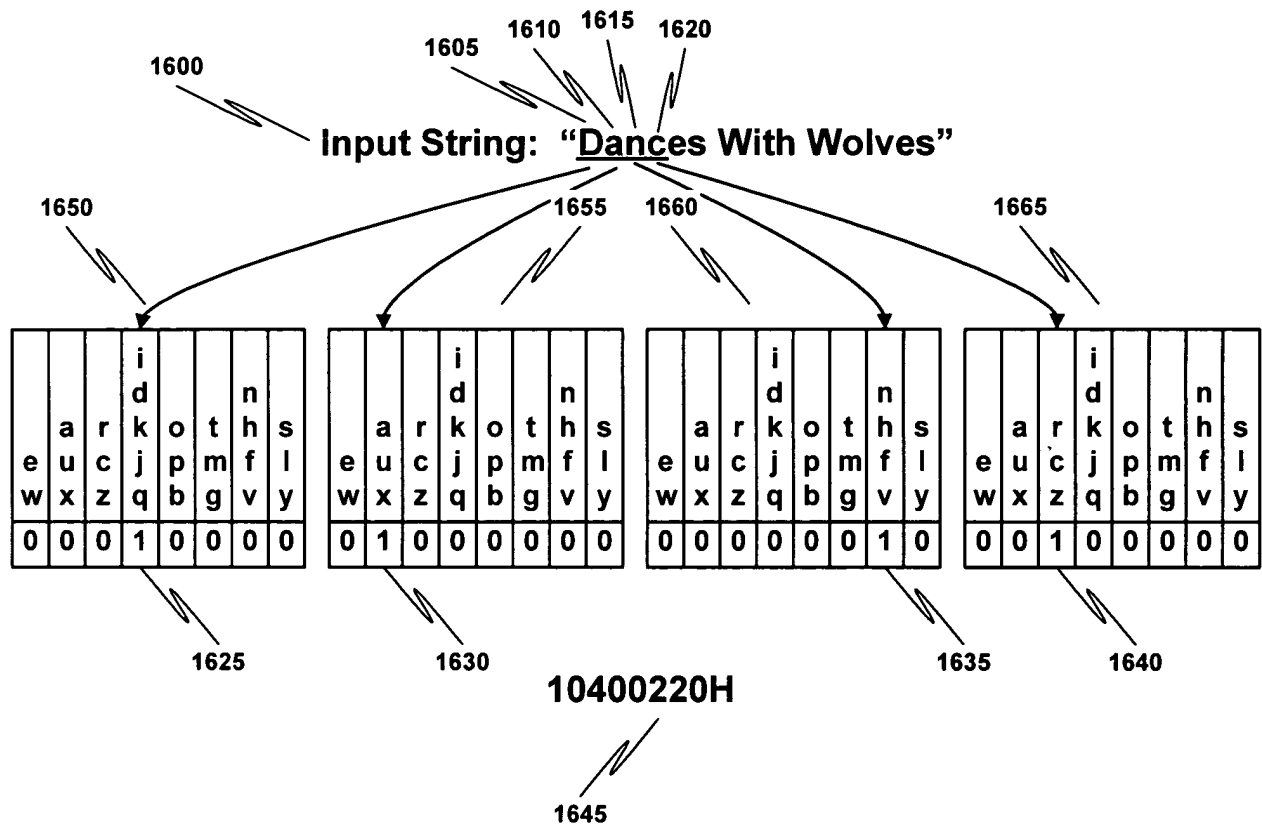 1615
1610 1620
1605
1600
Input String: “Dances With Wolves”
1650 1655 1660 1665
i i i i
d d d d
k n k n k n k n
a r j h s a r j h s a r j h s a r j h s
e u c q o t f l e u c q o t f l e u c q o t f l e u c q o t f l
w x z p m v y w x z p m v y w x z p m v y w x z p m v y
b g b g b g b g
0 0 0 1 0 0 0 0 0 1 0 0 0 0 0 0 0 0 0 0 0 0 1 0 0 0 1 0 0 0 0 0
1625 1630 1635 1640
10400220H
1645